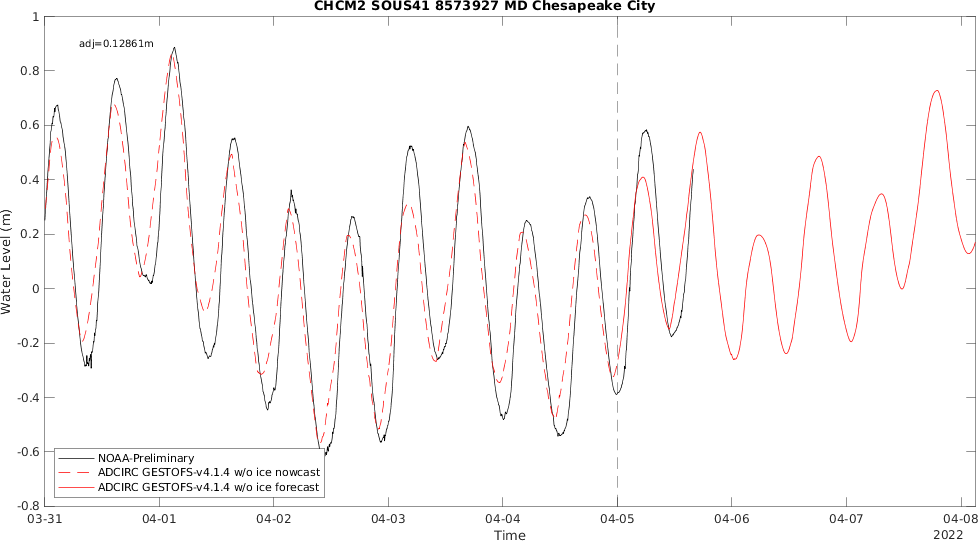 CHCM2 SOUS41 8573927 MD Chesapeake City
adj=0.12861m
Water Level (m)
1
0.8
0.6
0.4
0.2
0
-0.2
-0.4
-0.6
-0.8
NOAA-Preliminary
ADCIRC GESTOFS-v4.1.4 w/o ice nowcast
ADCIRC GESTOFS-v4.1.4 w/o ice forecast
03-31 04-01 04-02 04-03 04-04 04-05 04-06 04-07 04-08
Time
2022